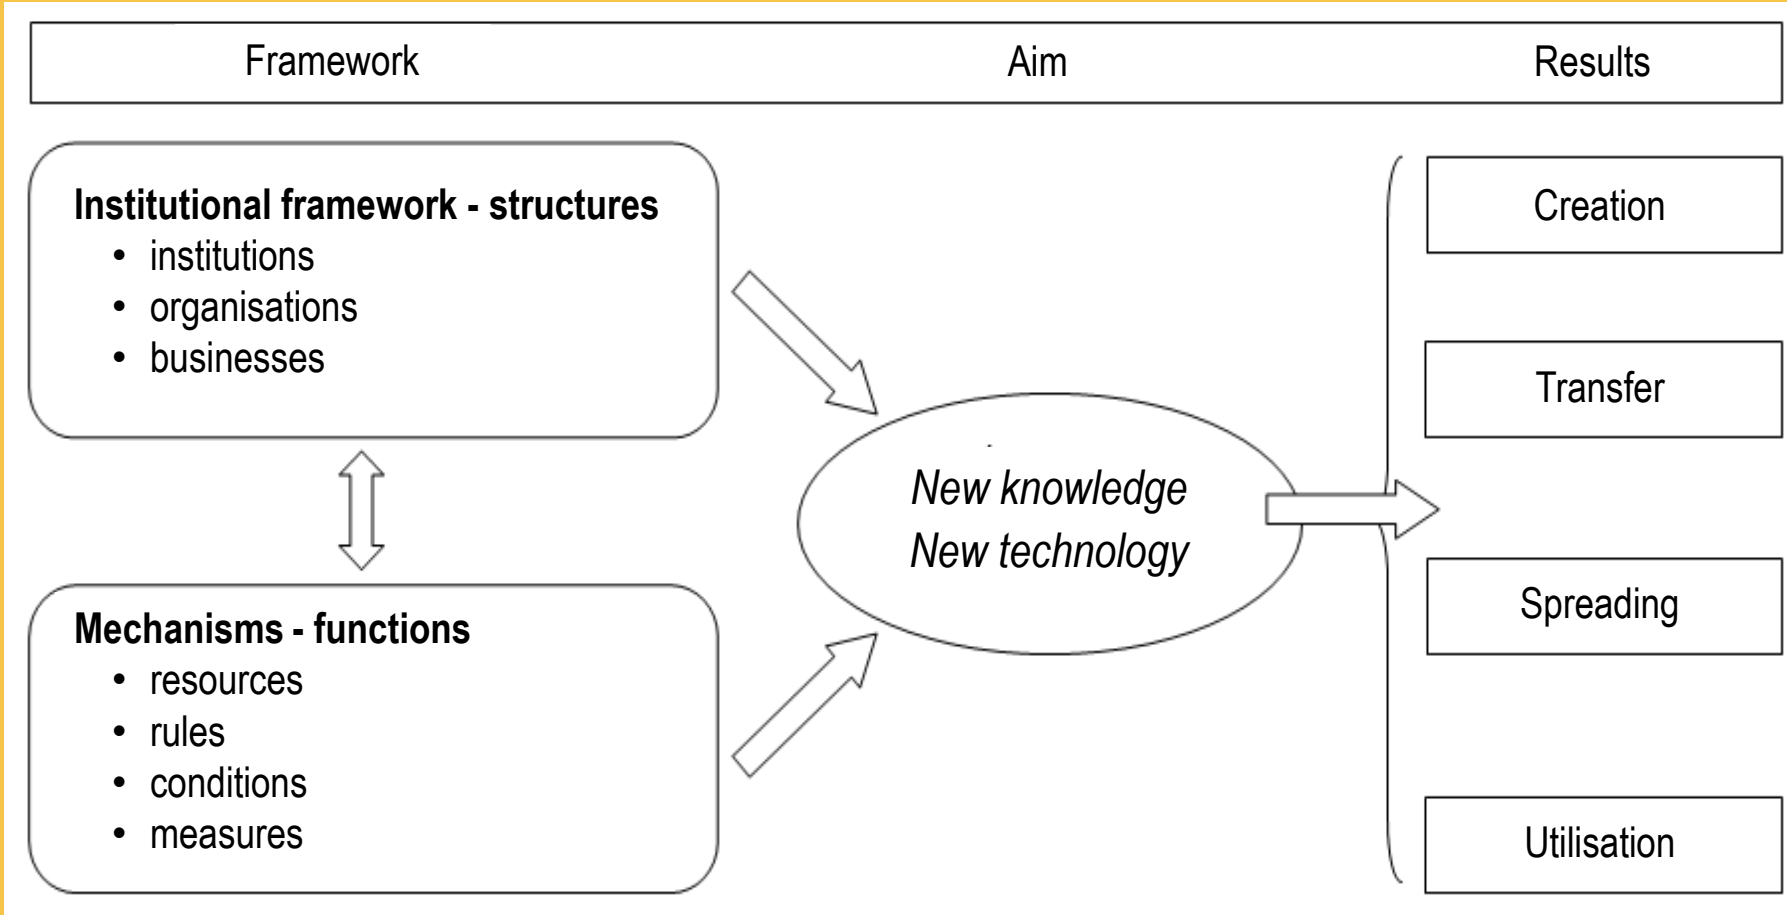 Framework Aim Results
Institutional framework - structures
• institutions
• organisations
• businesses
Mechanisms - functions
• resources
• rules
• conditions
• measures
New knowledge
New technology
Creation
Transfer
Spreading
Utilisation